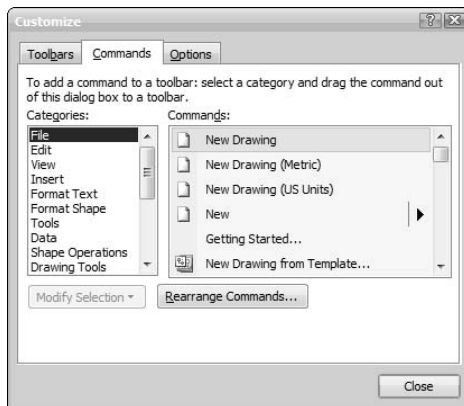 Customize
Toolbars
Commands
Options
To add a command to a toolbar: select a category and drag the command out
of this dialog box to a toolbar.
Categories:
File
Edit
View
Insert
Format Text
Format Shape
Tools
Data
Shape Operations
Drawing Tools
Commands:
New Drawing
New Drawing (Metric)
New Drawing (US Units)
New
Getting Started...
New Drawing from Template...
Modify Selection
Rearrange Commands...
Close